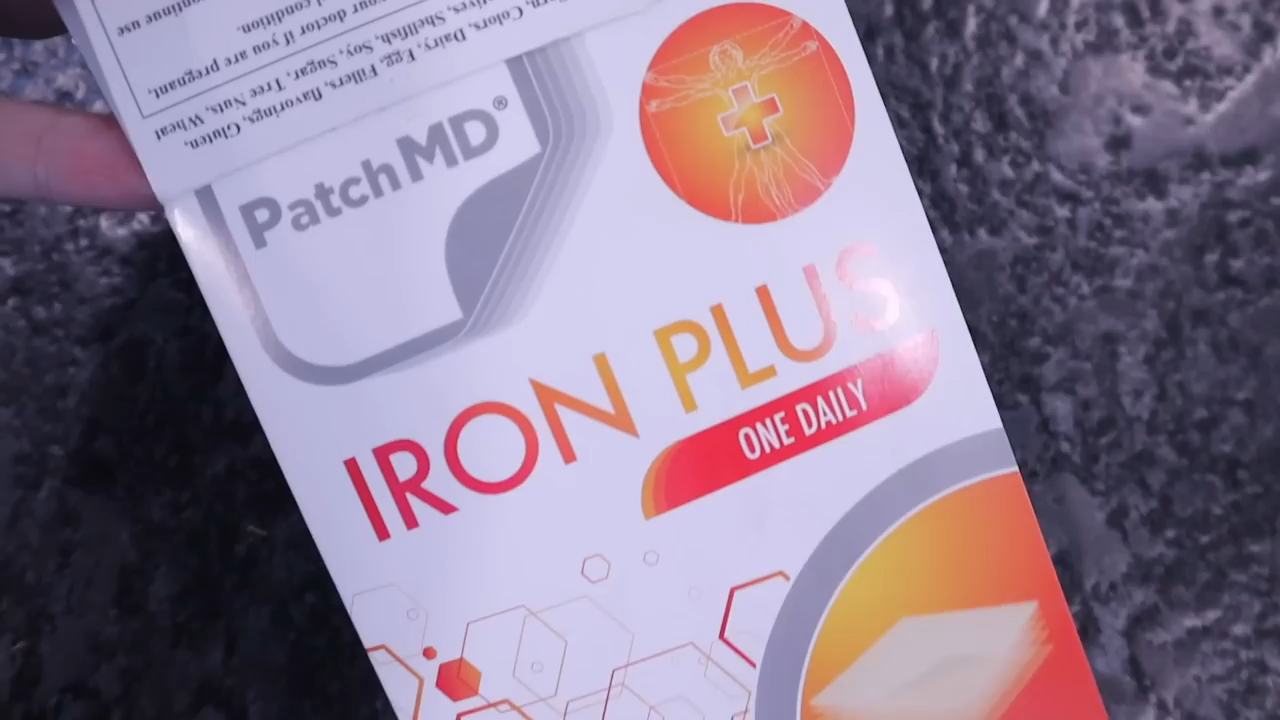 continue use
condition.
your doctor if you are pregnant,
Corn, Colors, Dairy, Egg, Fillers, flavorings, Gluten,
Shellfish, Soy, Sugar, Tree Nuts, Wheat
PatchMD®
IRON PLUS
ONE DAILY